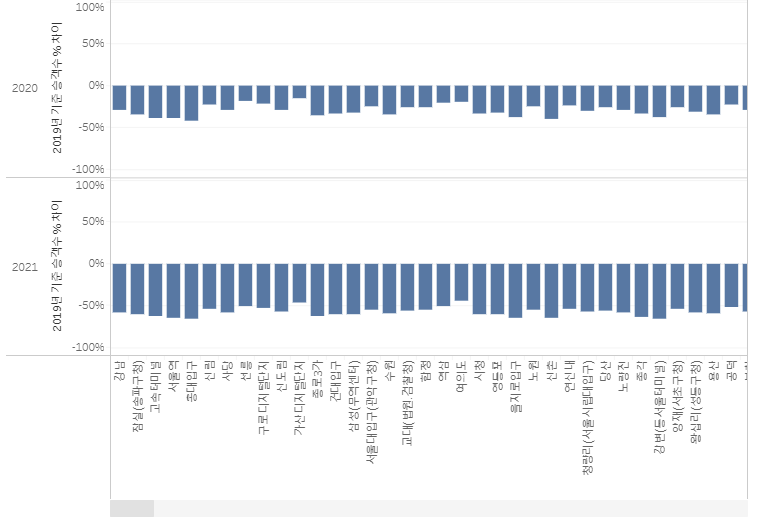 100%
50%
2020
2019년 기준 승객수 % 차이
0%
-50%
-100%
100%
50%
2021
2019년 기준 승객수 % 차이
0%
-50%
-100%
강남
잠실(송파구청)
고속터미널
서울역
홍대입구
신림
사당
선릉
구로디지털단지
신도림
가산디지털단지
종로3가
건대입구
삼성(무역센터)
서울대입구(관악구청)
수원
교대(법원.검찰청)
합정
역삼
여의도
시청
영등포
을지로입구
노원
신촌
연신내
청량리(서울시립대입구)
당산
노량진
종각
강변(동서울터미널)
양재(서초구청)
왕십리(성동구청)
용산
공덕